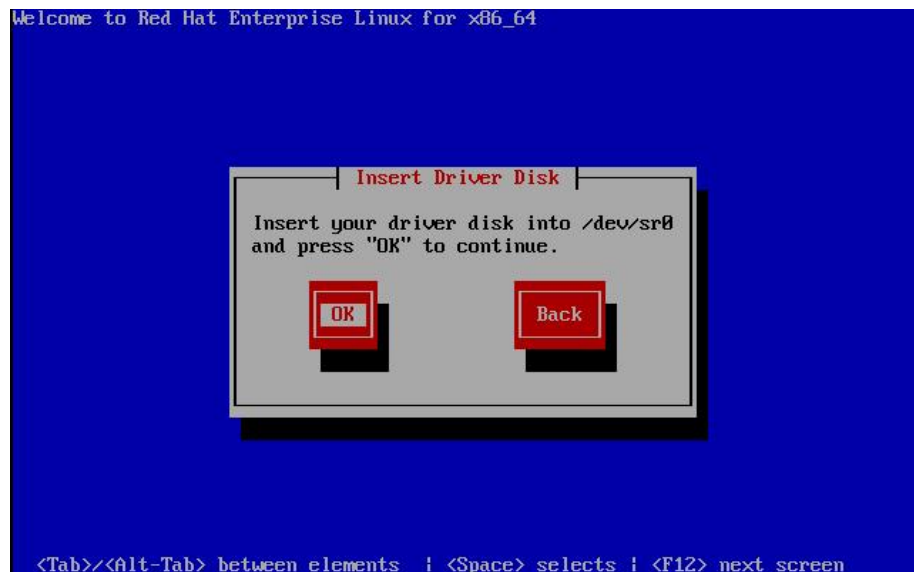 Welcome to Red Hat Enterprise Linux for x86_64
Insert Driver Disk
Insert your driver disk into /dev/sr0
and press "OK" to continue.
OK Back
<Tab>/<Alt-Tab> between elements | <Space> selects | <F12> next screen